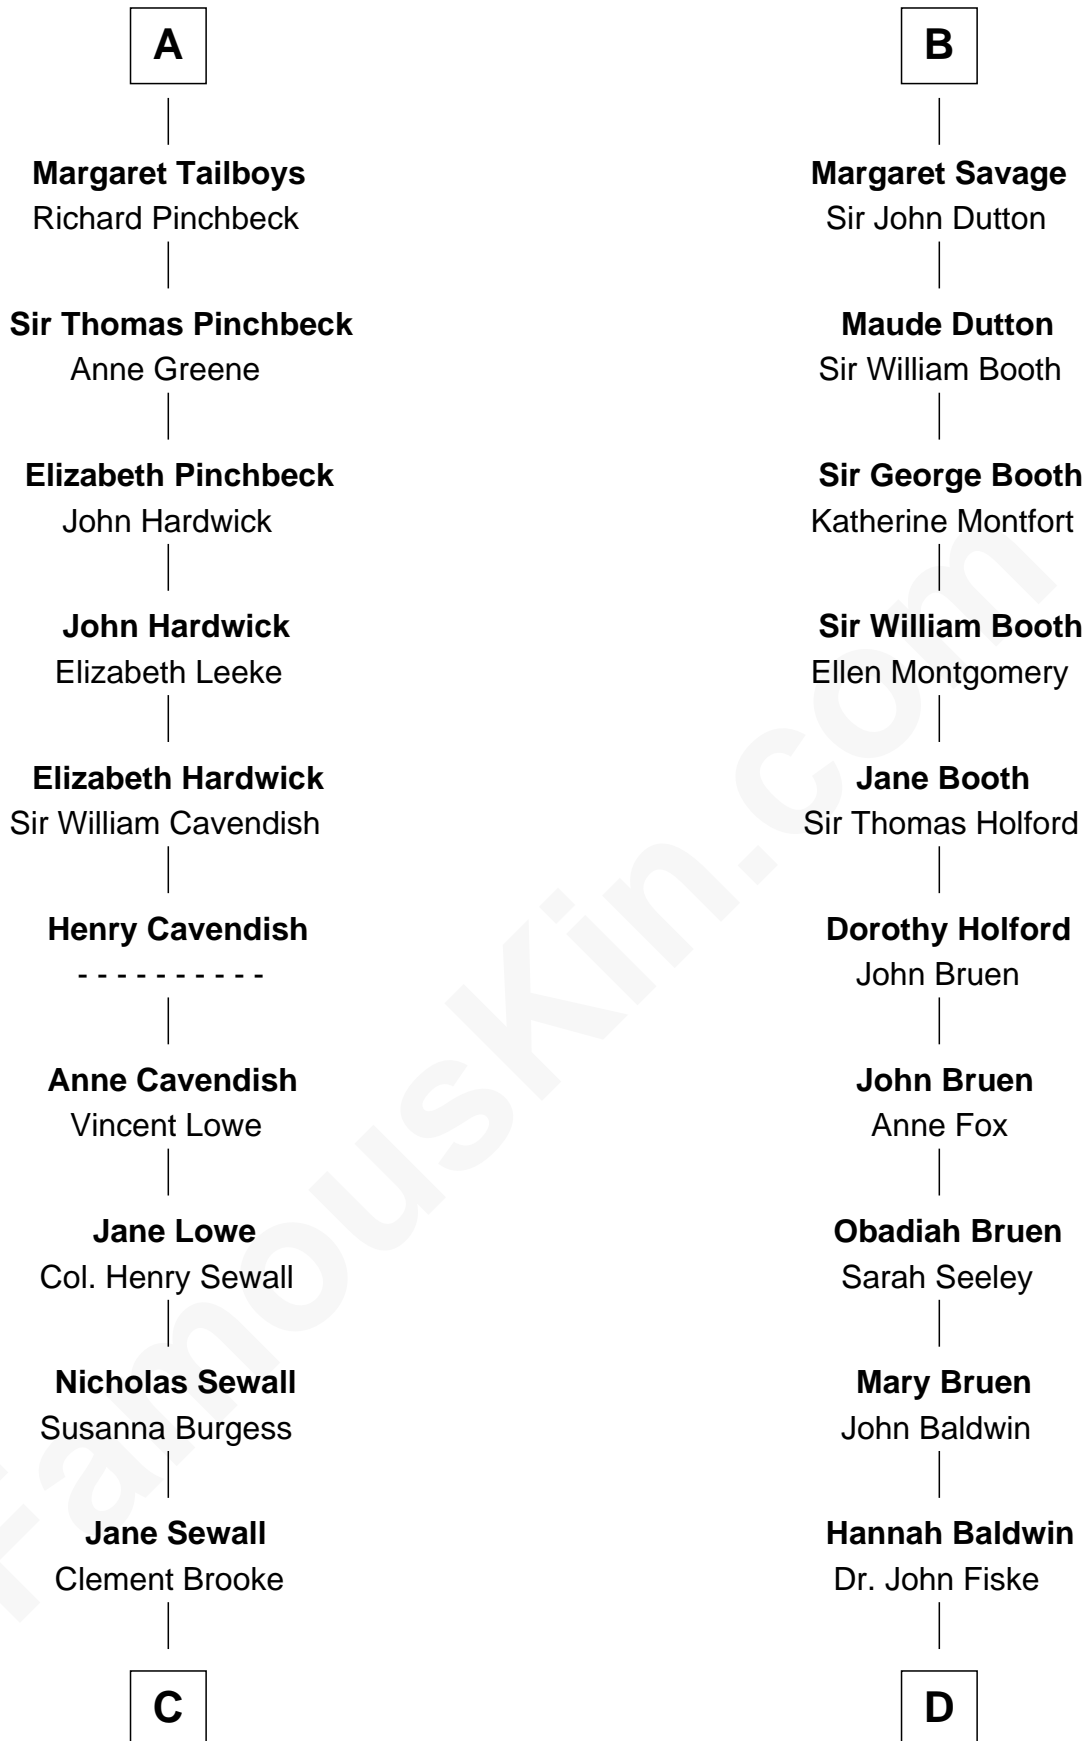 A
Margaret Tailboys
Richard Pinchbeck
Sir Thomas Pinchbeck
Anne Greene
Elizabeth Pinchbeck
John Hardwick
John Hardwick
Elizabeth Leeke
Elizabeth Hardwick
Sir William Cavendish
Henry Cavendish
- - - - - - - - - -
Anne Cavendish
Vincent Lowe
Jane Lowe
Col. Henry Sewall
Nicholas Sewall
Susanna Burgess
Jane Sewall
Clement Brooke
C
B
Margaret Savage
Sir John Dutton
Maude Dutton
Sir William Booth
Sir George Booth
Katherine Montfort
Sir William Booth
Ellen Montgomery
Jane Booth
Sir Thomas Holford
Dorothy Holford
John Bruen
John Bruen
Anne Fox
Obadiah Bruen
Sarah Seeley
Mary Bruen
John Baldwin
Hannah Baldwin
Dr. John Fiske
D
FamousKin.com